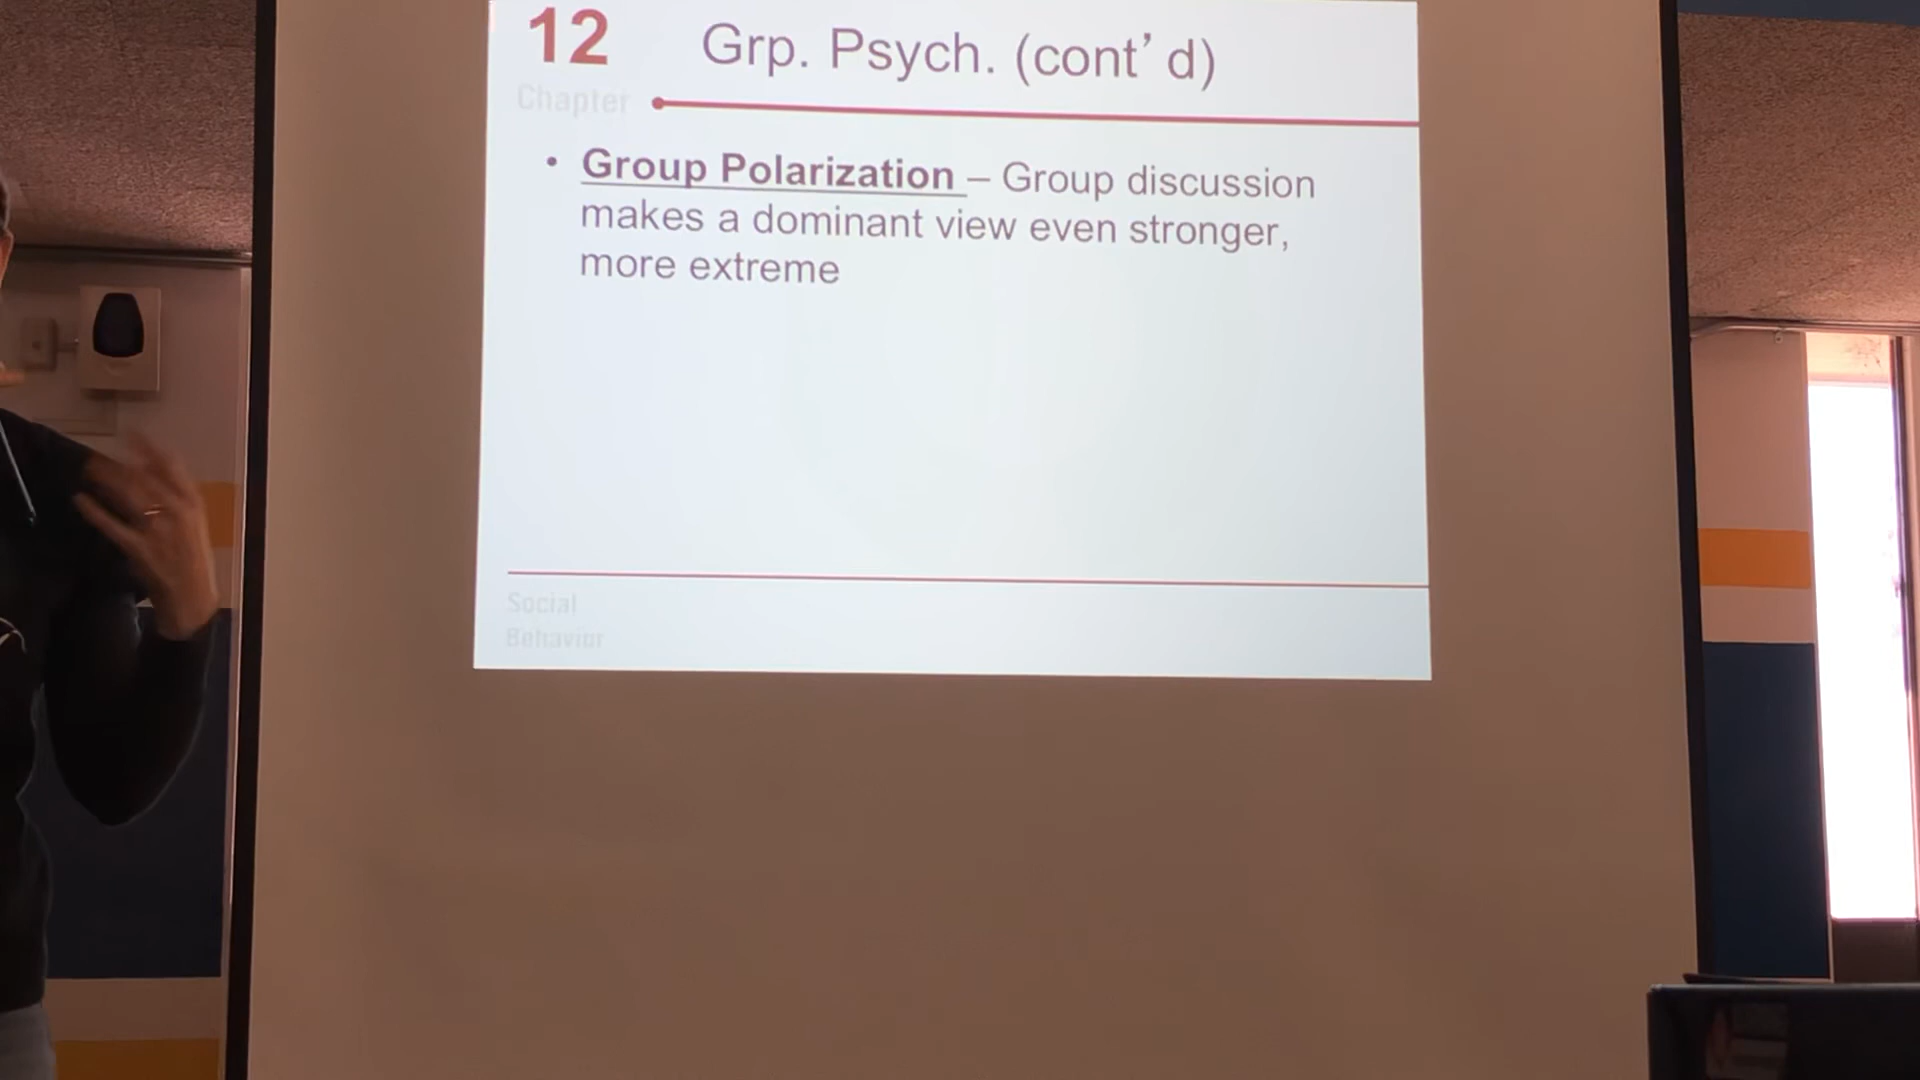 12
Grp. Psych. (cont’d)
Chapter
• Group Polarization – Group discussion
makes a dominant view even stronger,
more extreme
Social
Behavior